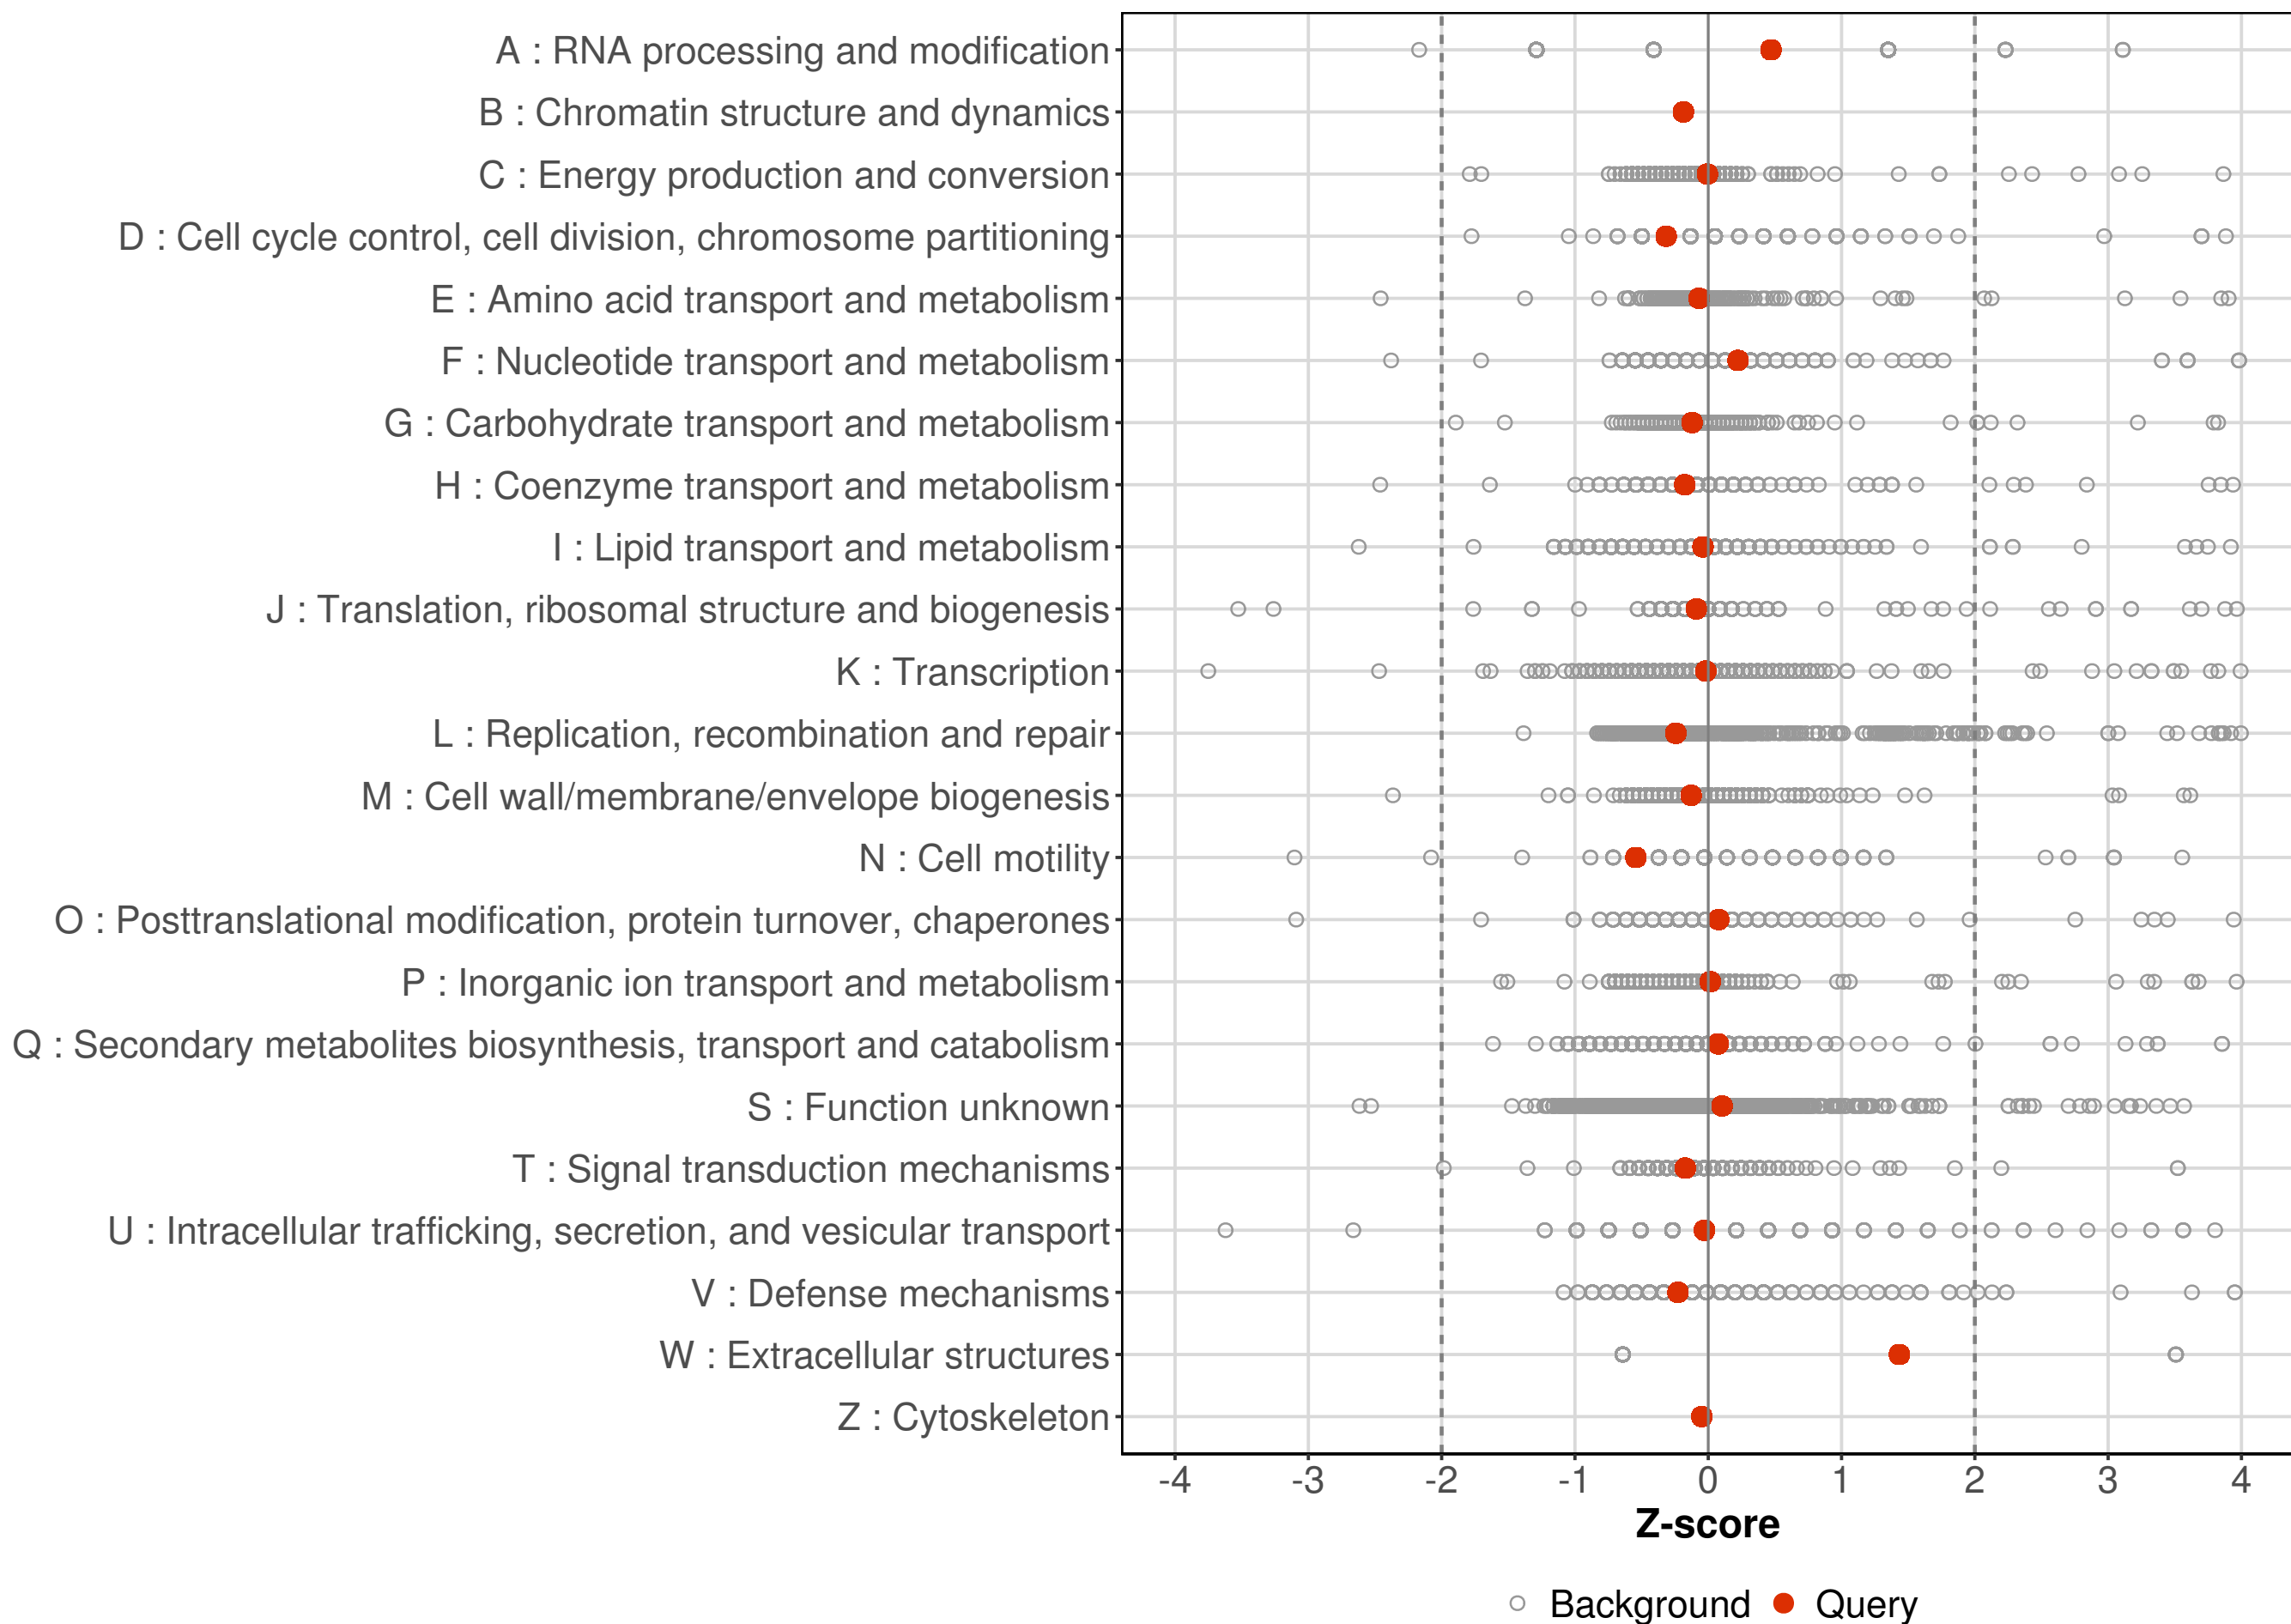 A : RNA processing and modification
B : Chromatin structure and dynamics
C : Energy production and conversion
D : Cell cycle control, cell division, chromosome partitioning
E : Amino acid transport and metabolism
F : Nucleotide transport and metabolism
G : Carbohydrate transport and metabolism
H : Coenzyme transport and metabolism
I : Lipid transport and metabolism
J : Translation, ribosomal structure and biogenesis
K : Transcription
L : Replication, recombination and repair
M : Cell wall/membrane/envelope biogenesis
N : Cell motility
O : Posttranslational modification, protein turnover, chaperones
P : Inorganic ion transport and metabolism
Q : Secondary metabolites biosynthesis, transport and catabolism
S : Function unknown
T : Signal transduction mechanisms
U : Intracellular trafficking, secretion, and vesicular transport
V : Defense mechanisms
W : Extracellular structures
Z : Cytoskeleton
-4 -3 -2 -1 0 1 2 3 4
Z-score
Background Query